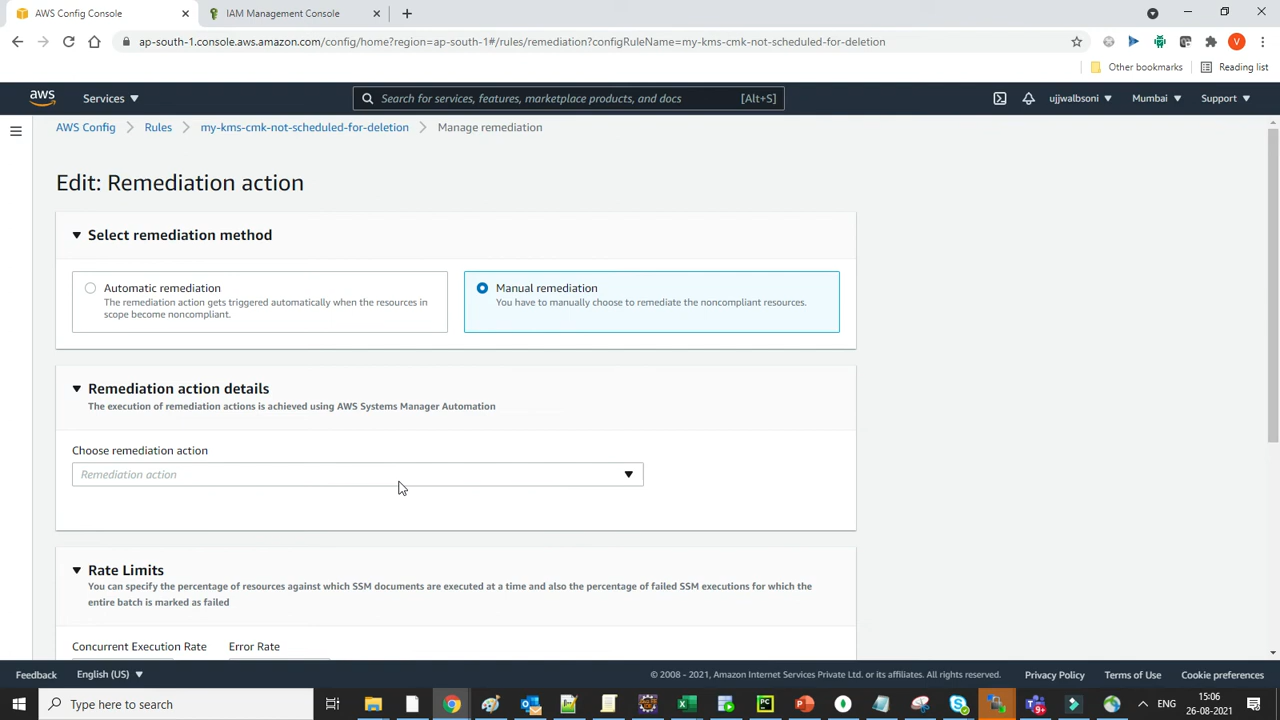 AWS Config Console
IAM Management Console
ap-south-1.console.aws.amazon.com/config/home?region=ap-south-1#/rules/remediation?configRuleName=my-kms-cmk-not-scheduled-for-deletion
V
Other bookmarks
Reading list
aws
Services
Search for services, features, marketplace products, and docs
[Alt+S]
ujjwalbsoni
Mumbai
Support
AWS Config
Rules
my-kms-cmk-not-scheduled-for-deletion
Manage remediation
Edit: Remediation action
Select remediation method
Automatic remediation
The remediation action gets triggered automatically when the resources in
scope become noncompliant.
Manual remediation
You have to manually choose to remediate the noncompliant resources.
Remediation action details
The execution of remediation actions is achieved using AWS Systems Manager Automation
Choose remediation action
Remediation action
Rate Limits
You can specify the percentage of resources against which SSM documents are executed at a time and also the percentage of failed SSM executions for which the
entire batch is marked as failed
Concurrent Execution Rate
Error Rate
Feedback
English (US)
© 2008 - 2021, Amazon Internet Services Private Ltd. or its affiliates. All rights reserved.
Privacy Policy
Terms of Use
Cookie preferences
Type here to search
9+
ENG
15:06
26-08-2021